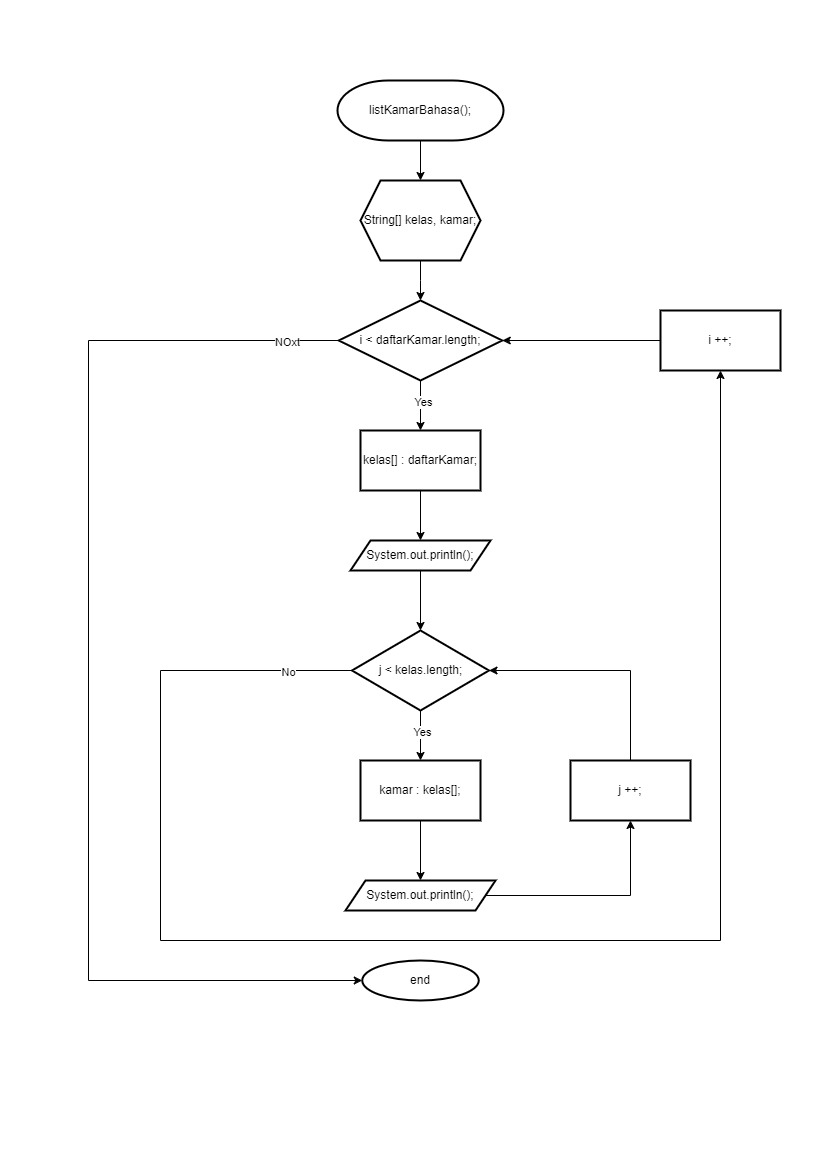 listKamarBahasa();
String[] kelas, kamar;
i < daftarKamar.length;
NOxt
i ++;
Yes
kelas[] : daftarKamar;
System.out.println();
j < kelas.length;
No
Yes
kamar : kelas[];
j ++;
System.out.println();
end